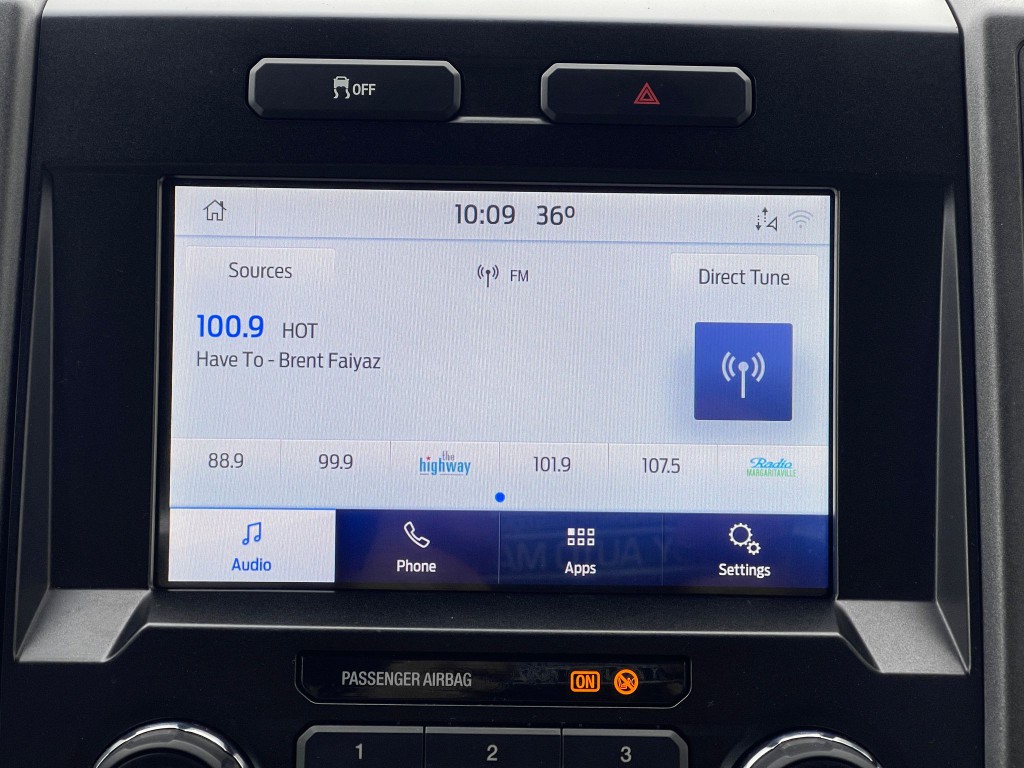 OFF
10:09 36º
Sources
FM
Direct Tune
100.9 HOT
Have To - Brent Faiyaz
88.9
99.9
the
highway
101.9
107.5
Radio
MARGARITAVILLE
Audio
Phone
Apps
Settings
PASSENGER AIRBAG
ON
1
2
3